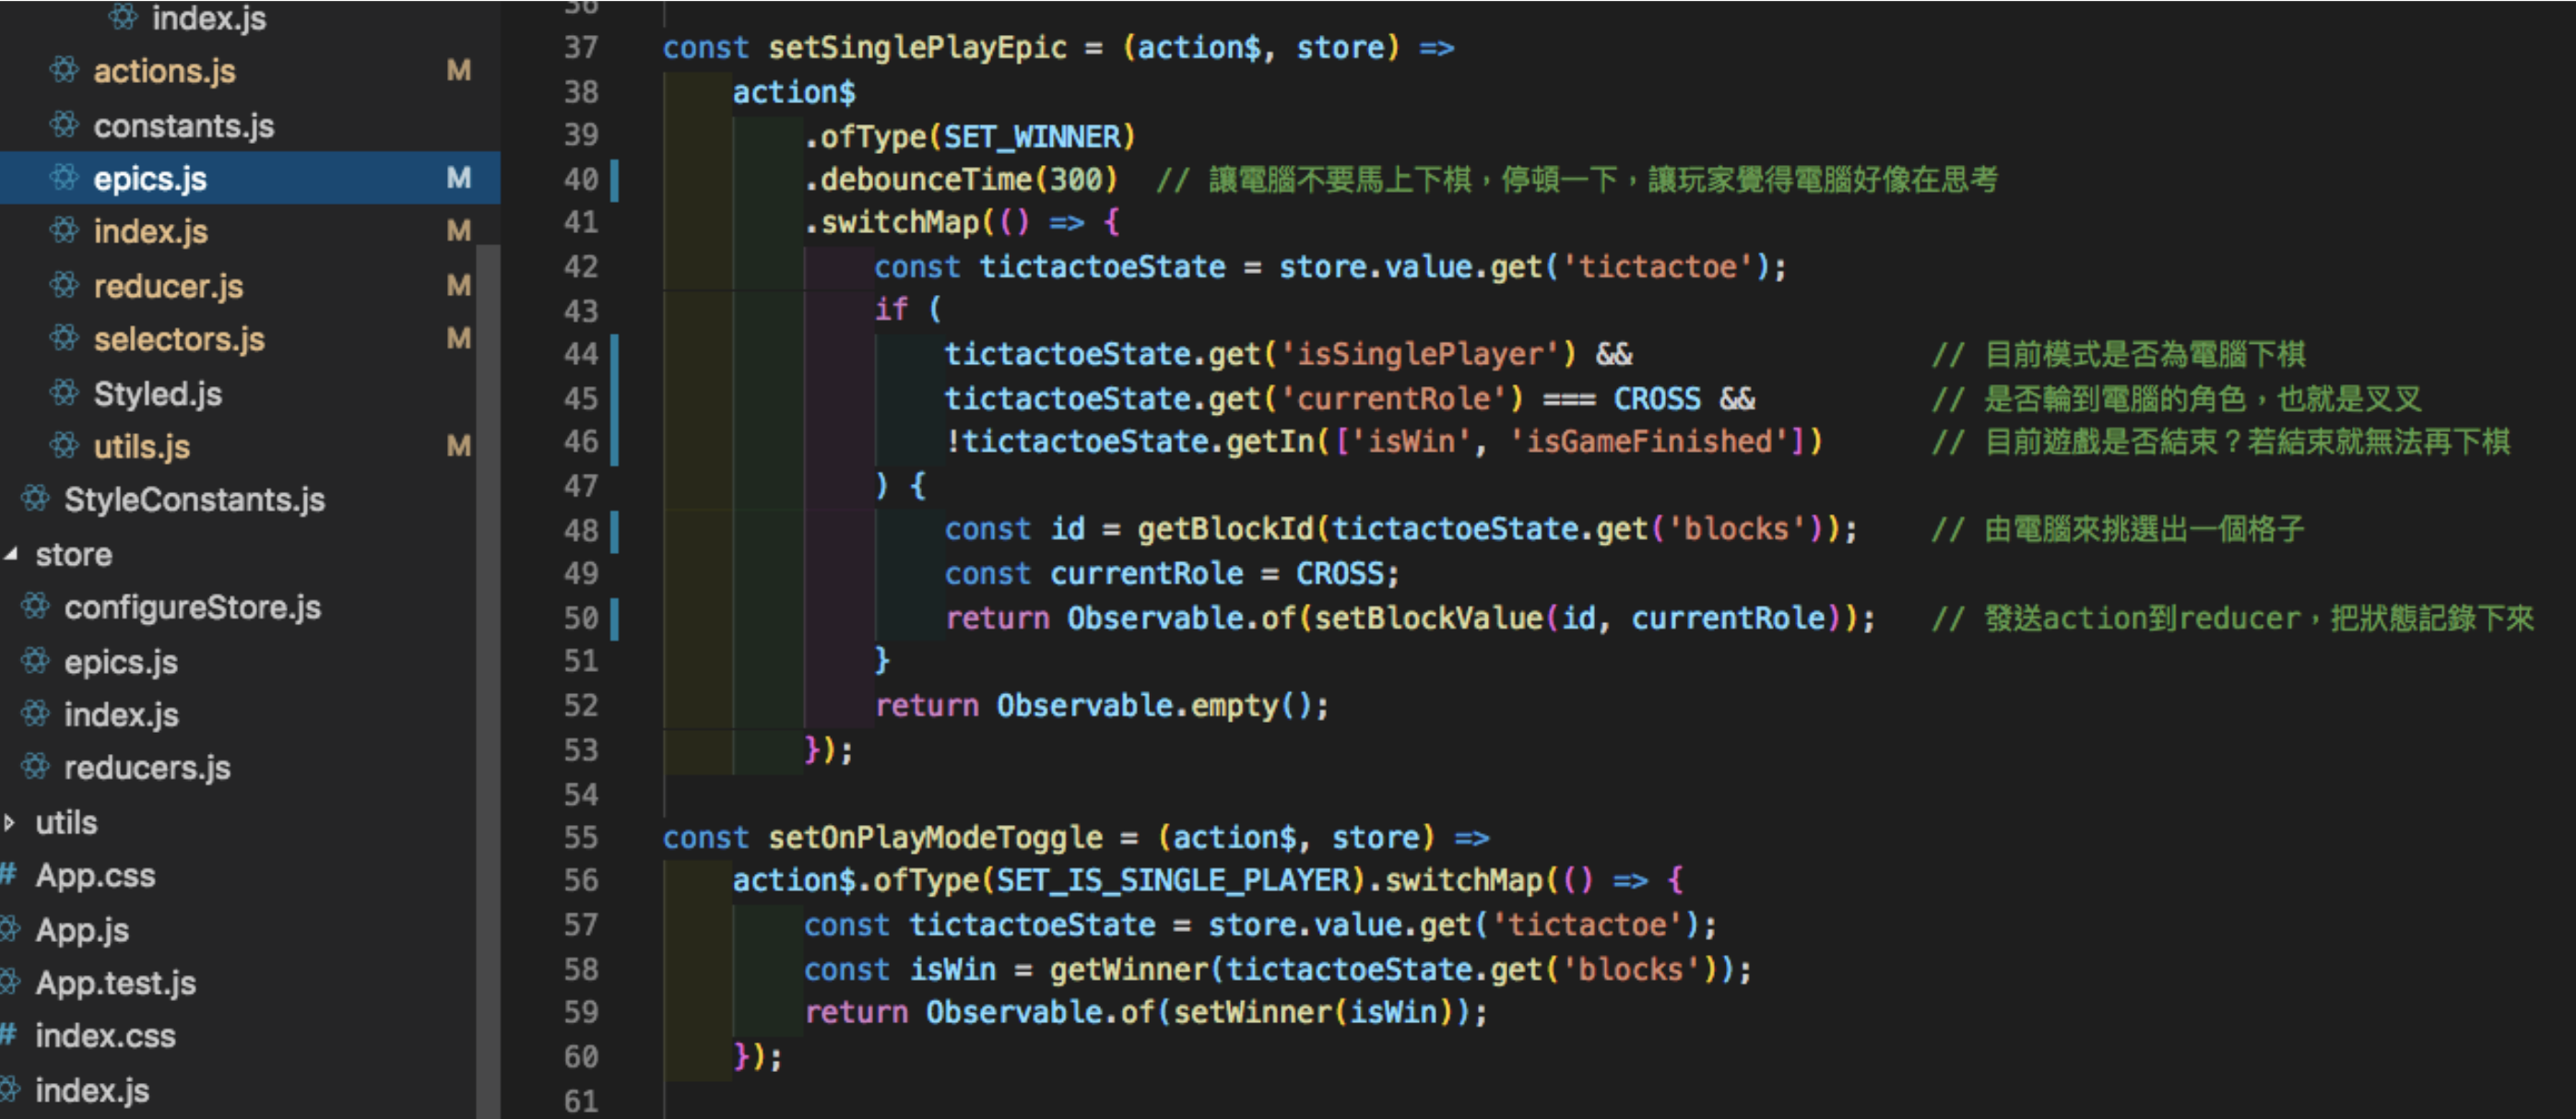 index.js
actions.js M
constants.js
epics.js M
index.js M
reducer.js M
selectors.js M
Styled.js
utils.js M
StyleConstants.js
store
configureStore.js
epics.js
index.js
reducers.js
utils
# App.css
App.js
App.test.js
# index.css
index.js
36
37 const setSinglePlayEpic = (action$, store) =>
38 action$
39 .ofType(SET_WINNER)
40 .debounceTime(300) // 讓電腦不要馬上下棋，停頓一下，讓玩家覺得電腦好像在思考
41 .switchMap(() => {
42 const tictactoeState = store.value.get('tictactoe');
43 if (
44 tictactoeState.get('isSinglePlayer') && // 目前模式是否為電腦下棋
45 tictactoeState.get('currentRole') === CROSS && // 是否輪到電腦的角色，也就是叉叉
46 !tictactoeState.getIn(['isWin', 'isGameFinished']) // 目前遊戲是否結束？若結束就無法再下棋
47 ) {
48 const id = getBlockId(tictactoeState.get('blocks')); // 由電腦來挑選出一個格子
49 const currentRole = CROSS;
50 return Observable.of(setBlockValue(id, currentRole)); // 發送action到reducer，把狀態記錄下來
51 }
52 return Observable.empty();
53 });
54
55 const setOnPlayModeToggle = (action$, store) =>
56 action$.ofType(SET_IS_SINGLE_PLAYER).switchMap(() => {
57 const tictactoeState = store.value.get('tictactoe');
58 const isWin = getWinner(tictactoeState.get('blocks'));
59 return Observable.of(setWinner(isWin));
60 });
61